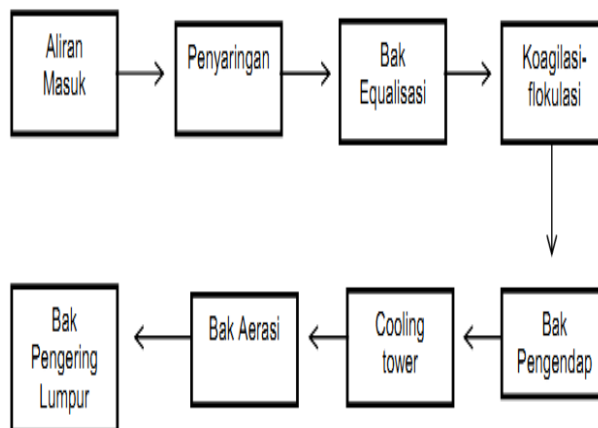 Aliran
Masuk
Penyaringan
Bak
Equalisasi
Koagilasi-
flokulasi
Bak
Pengendap
Cooling
tower
Bak Aerasi
Bak
Pengering
Lumpur